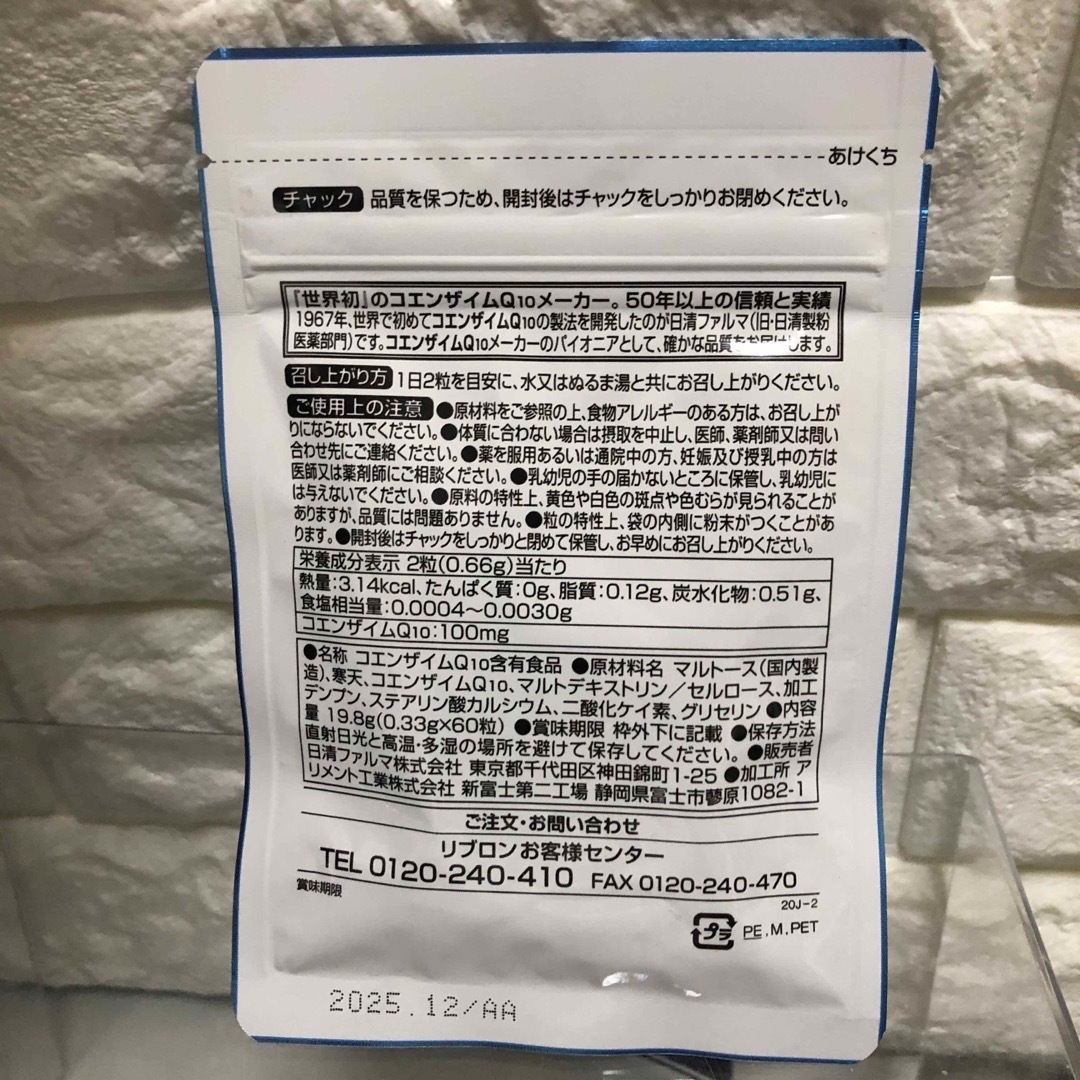 あけくち
チャック 品質を保つため、開封後はチャックをしっかりお閉めください。
『世界初』のコエンザイムQ10メーカー。50年以上の信頼と実績
1967年、世界で初めてコエンザイムQ10の製法を開発したのが日清ファルマ(旧・日清製粉
医薬部門)です。コエンザイムQ10メーカーのパイオニアとして、確かな品質をお届けします。
召し上がり方 1日2粒を目安に、水又はぬるま湯と共にお召し上がりください。
ご使用上の注意 ●原材料をご参照の上、食物アレルギーのある方は、お召し上が
りにならないでください。●体質に合わない場合は摂取を中止し、医師、薬剤師又は問い
合わせ先にご連絡ください。●薬を服用あるいは通院中の方、妊娠及び授乳中の方は
医師又は薬剤師にご相談ください。●乳幼児の手の届かないところに保管し、乳幼児に
は与えないでください。●原料の特性上、黄色や白色の斑点や色むらが見られることが
ありますが、品質には問題ありません。●粒の特性上、袋の内側に粉末がつくことがあ
ります。●開封後はチャックをしっかりと閉めて保管し、お早めにお召し上がりください。
栄養成分表示 2粒(0.66g)当たり
熱量:3.14kcal、たんぱく質:0g、脂質:0.12g、炭水化物:0.51g、
食塩相当量:0.0004〜0.0030g
コエンザイムQ10:100mg
●名称 コエンザイムQ10含有食品 ●原材料名 マルトース(国内製
造)、寒天、コエンザイムQ10、マルトデキストリン/セルロース、加工
デンプン、ステアリン酸カルシウム、二酸化ケイ素、グリセリン ●内容
量 19.8g(0.33g×60粒) ●賞味期限 枠外下に記載 ●保存方法
直射日光と高温・多湿の場所を避けて保存してください。●販売者
日清ファルマ株式会社 東京都千代田区神田錦町1-25 ●加工所 ア
リメント工業株式会社 新富士第二工場 静岡県富士市蓼原1082-1
ご注文・お問い合わせ
リブロンお客様センター
TEL 0120-240-410 FAX 0120-240-470
賞味期限
20J-2
プラ PE、M、PET
2025.12/AA